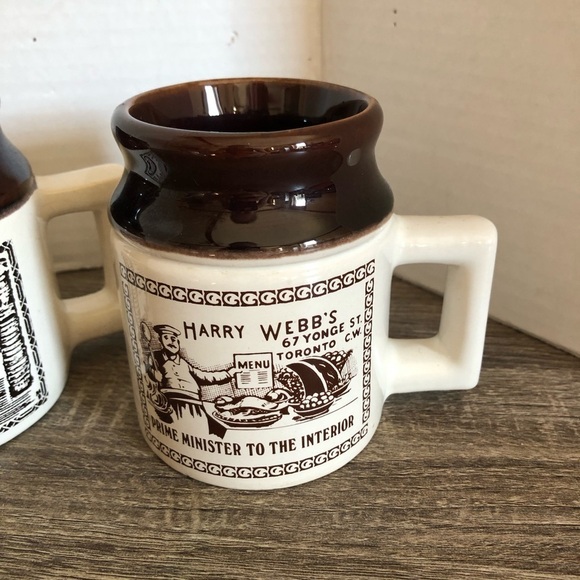 HARRY WEBB'S
67 YONGE ST.
TORONTO C.W.
MENU
PRIME MINISTER TO THE INTERIOR